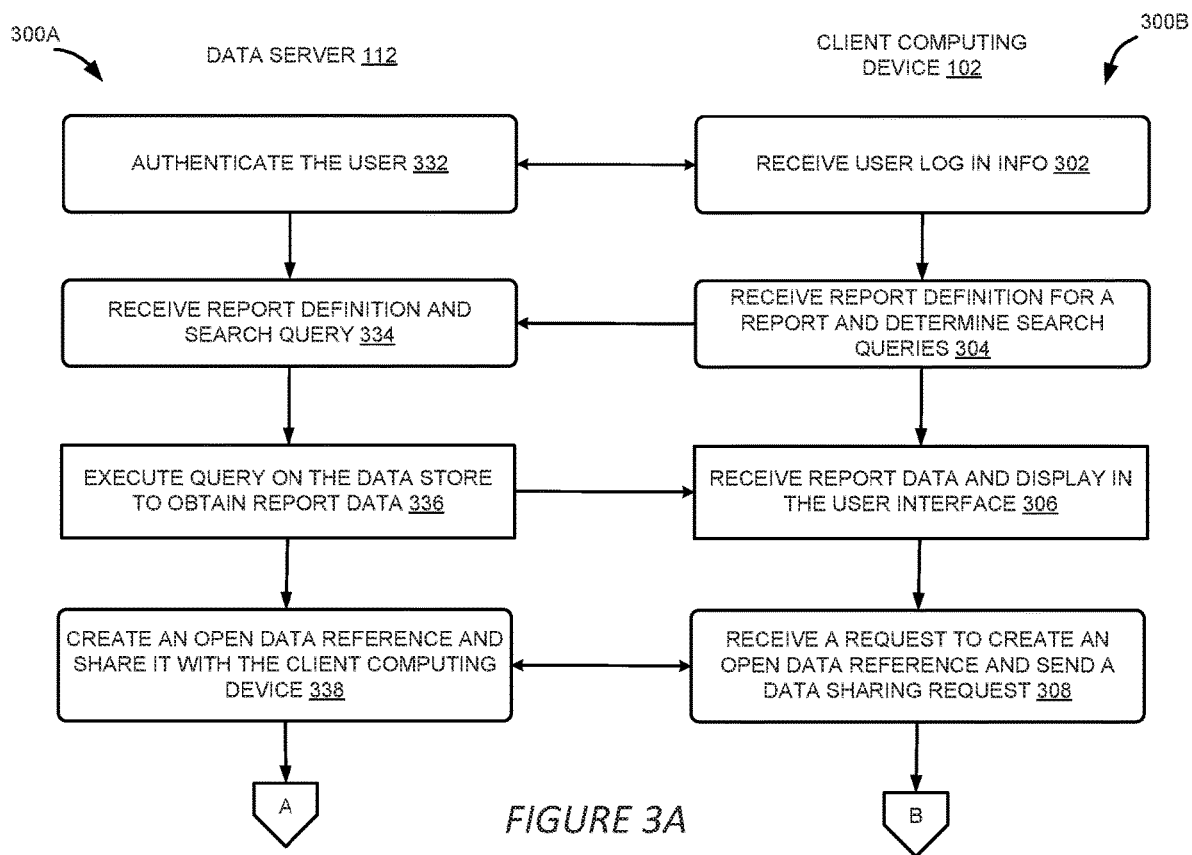 300A
DATA SERVER 112
CLIENT COMPUTING
DEVICE 102
300B
AUTHENTICATE THE USER 332
RECEIVE USER LOG IN INFO 302
RECEIVE REPORT DEFINITION AND
SEARCH QUERY 334
RECEIVE REPORT DEFINITION FOR A
REPORT AND DETERMINE SEARCH
QUERIES 304
EXECUTE QUERY ON THE DATA STORE
TO OBTAIN REPORT DATA 336
RECEIVE REPORT DATA AND DISPLAY IN
THE USER INTERFACE 306
CREATE AN OPEN DATA REFERENCE AND
SHARE IT WITH THE CLIENT COMPUTING
DEVICE 338
RECEIVE A REQUEST TO CREATE AN
OPEN DATA REFERENCE AND SEND A
DATA SHARING REQUEST 308
A
B
FIGURE 3A